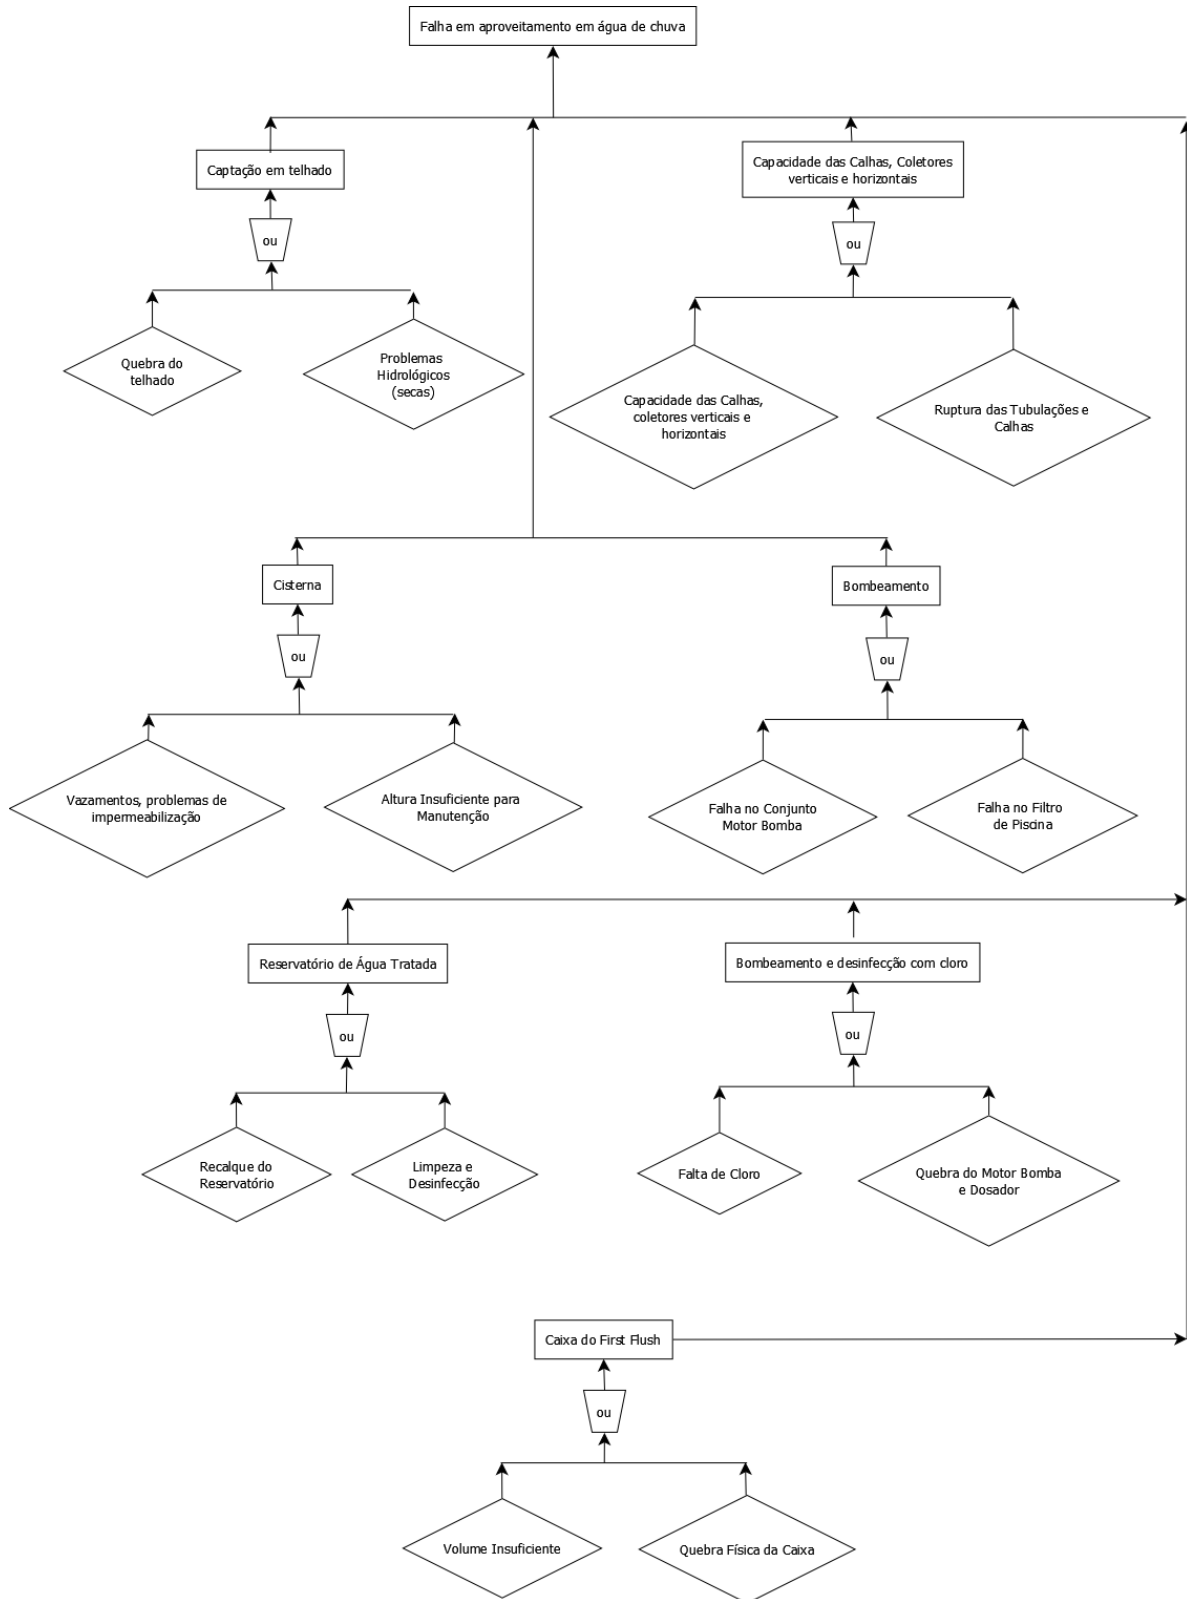 Falha em aproveitamento em água de chuva
Captação em telhado
Capacidade das Calhas, Coletores
verticais e horizontais
ou
ou
Quebra do
telhado
Problemas
Hidrológicos
(secas)
Capacidade das Calhas,
coletores verticais e
horizontais
Ruptura das Tubulações e
Calhas
Cisterna
Bombeamento
ou
ou
Vazamentos, problemas de
impermeabilização
Altura Insuficiente para
Manutenção
Falha no Conjunto
Motor Bomba
Falha no Filtro
de Piscina
Reservatório de Água Tratada
Bombeamento e desinfecção com cloro
ou
ou
Recalque do
Reservatório
Limpeza e
Desinfecção
Falta de Cloro
Quebra do Motor Bomba
e Dosador
Caixa do First Flush
ou
Volume Insuficiente
Quebra Física da Caixa